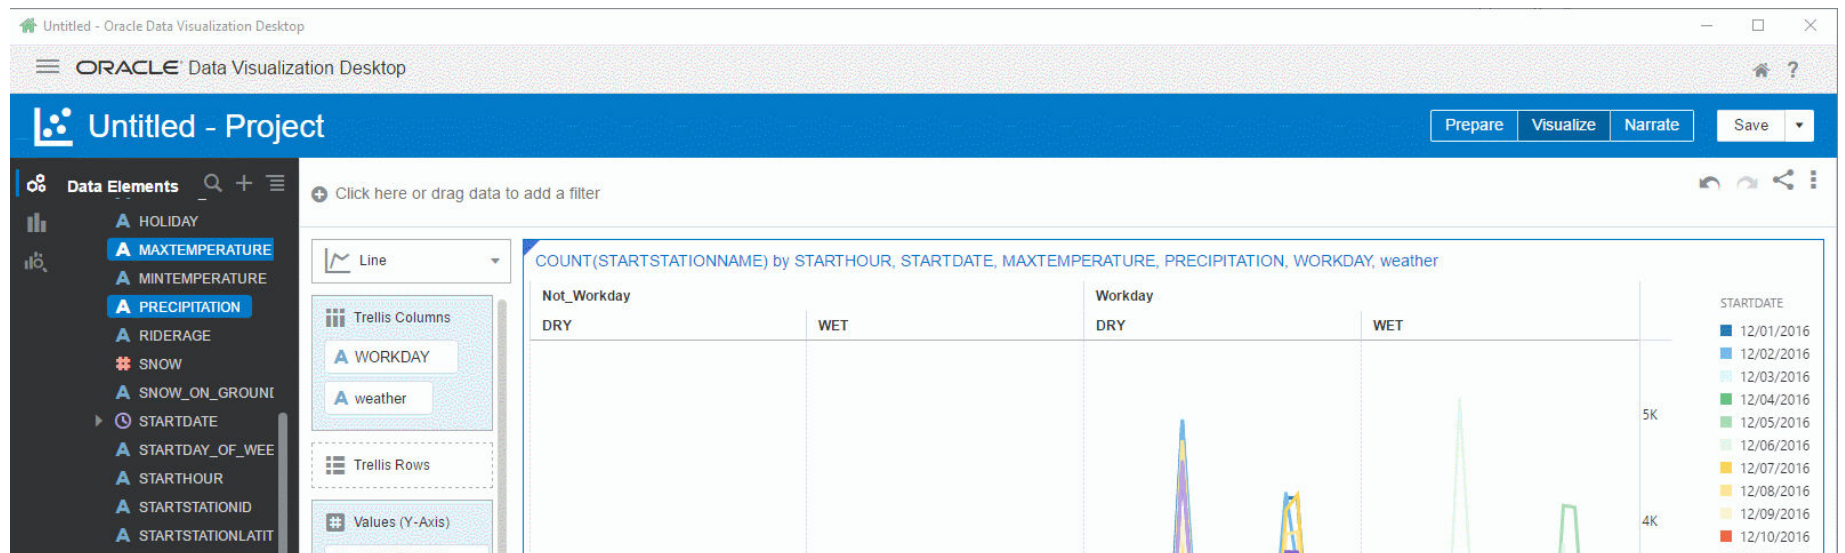 Untitled - Oracle Data Visualization Desktop
ORACLE' Data Visualization Desktop
?
Untitled - Project
Prepare
Visualize
Narrate
Save
Data Elements
HOLIDAY
A MAXTEMPERATURE
A MINTEMPERATURE
A PRECIPITATION
A RIDERAGE
# SNOW
A SNOW_ON_GROUND
STARTDATE
A STARTDAY_OF_WEE
A STARTHOUR
A STARTSTATIONID
A STARTSTATIONLATIT
Click here or drag data to add a filter
Line
Trellis Columns
A WORKDAY
A weather
Trellis Rows
# Values (Y-Axis)
COUNT(STARTSTATIONNAME) by STARTHOUR, STARTDATE, MAXTEMPERATURE, PRECIPITATION, WORKDAY, weather
Not_Workday
Workday
DRY
WET
DRY
WET
5K
4K
STARTDATE
12/01/2016
12/02/2016
12/03/2016
12/04/2016
12/05/2016
12/06/2016
12/07/2016
12/08/2016
12/09/2016
12/10/2016